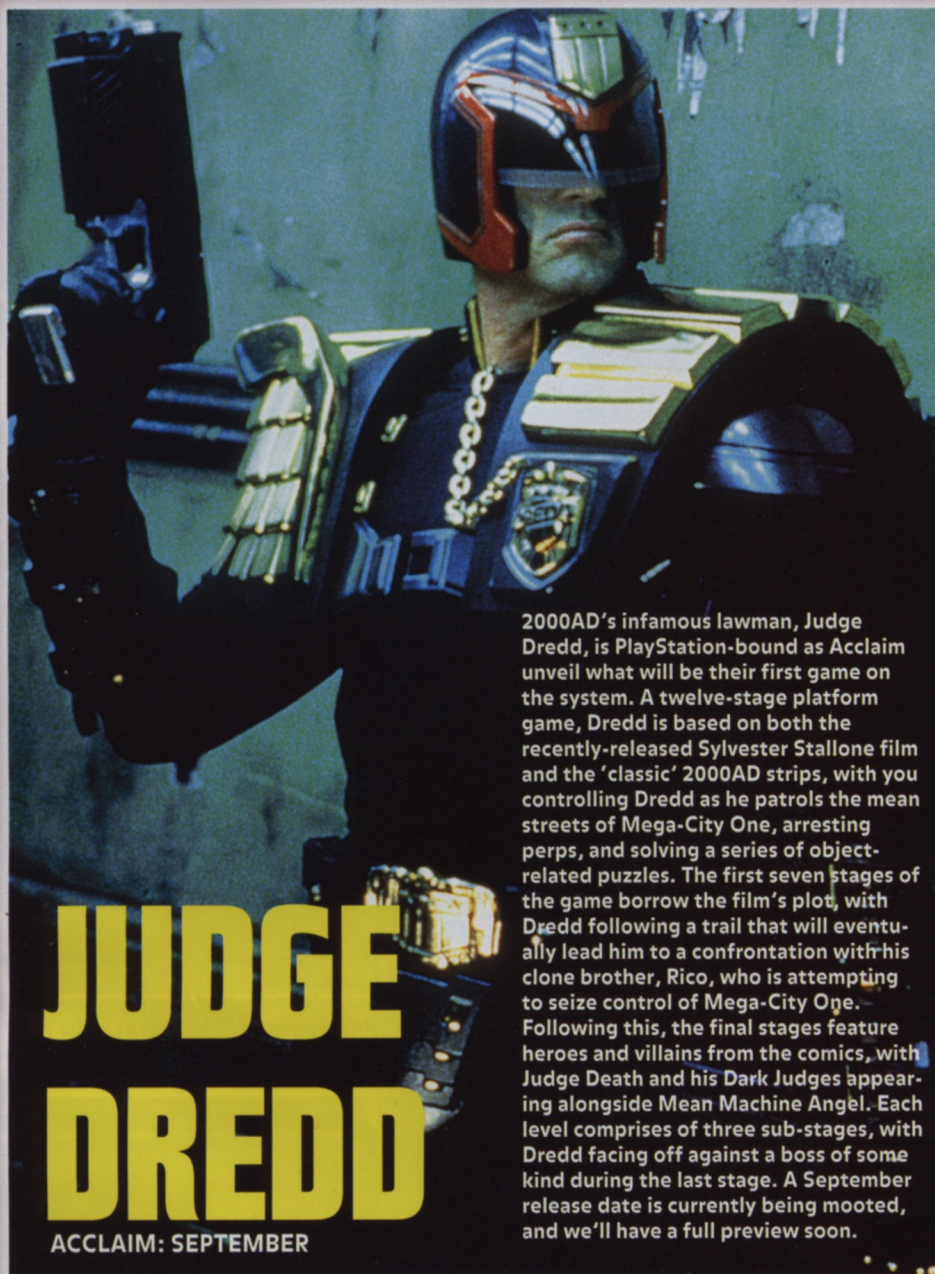 2000AD's infamous lawman, Judge
Dredd, is PlayStation-bound as Acclaim
unveil what will be their first game on
the system. A twelve-stage platform
game, Dredd is based on both the
recently-released Sylvester Stallone film
and the 'classic' 2000AD strips, with you
controlling Dredd as he patrols the mean
streets of Mega-City One, arresting
perps, and solving a series of object-
related puzzles. The first seven stages of
the game borrow the film's plot, with
Dredd following a trail that will eventu-
ally lead him to a confrontation with his
clone brother, Rico, who is attempting
to seize control of Mega-City One.
Following this, the final stages feature
heroes and villains from the comics, with
Judge Death and his Dark Judges appear-
ing alongside Mean Machine Angel. Each
level comprises of three sub-stages, with
Dredd facing off against a boss of some
kind during the last stage. A September
release date is currently being mooted,
and we'll have a full preview soon.
JUDGE
DREDD
ACCLAIM: SEPTEMBER